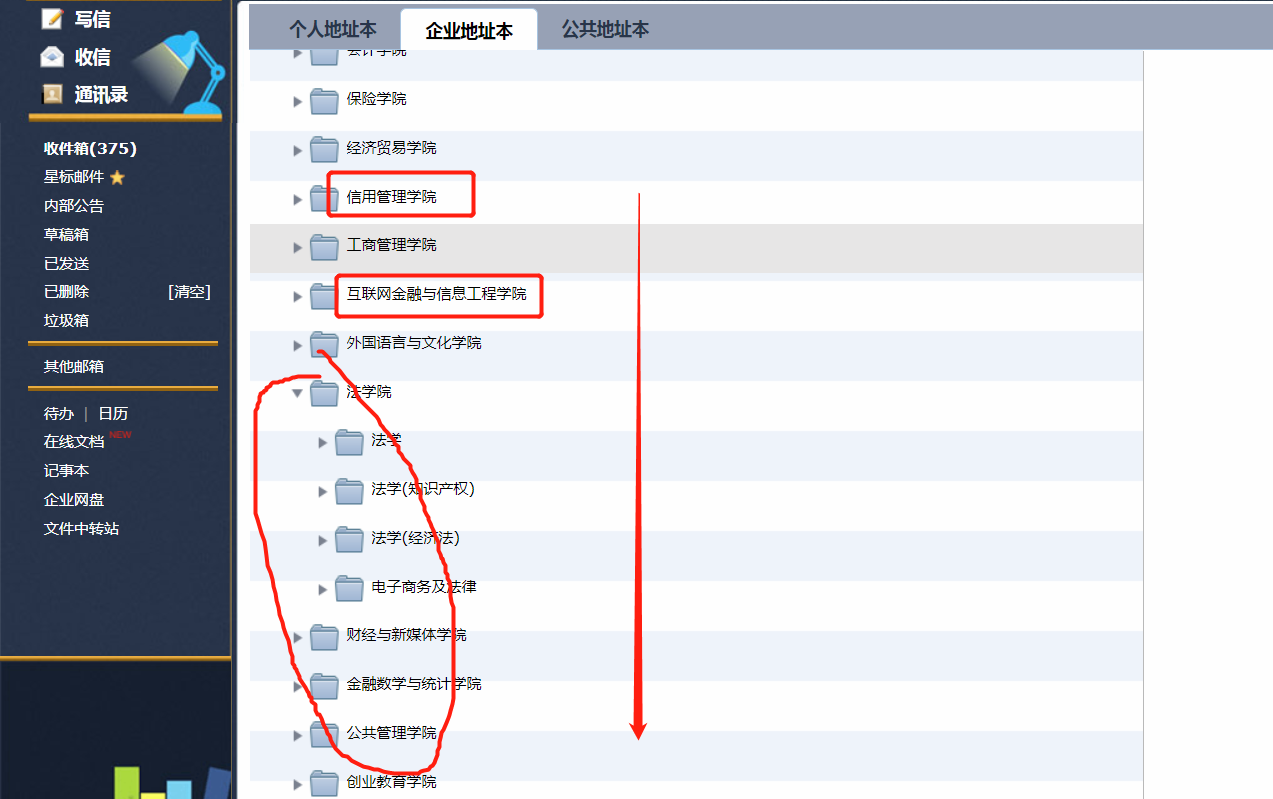 写信
收信
通讯录
收件箱(375)
星标邮件
内部公告
草稿箱
已发送
已删除 [清空]
垃圾箱
其他邮箱
待办 | 日历
在线文档 NEW
记事本
企业网盘
文件中转站
个人地址本 企业地址本 公共地址本
会计学院
保险学院
经济贸易学院
信用管理学院
工商管理学院
互联网金融与信息工程学院
外国语言与文化学院
法学院
法学
法学(知识产权)
法学(经济法)
电子商务及法律
财经与新媒体学院
金融数学与统计学院
公共管理学院
创业教育学院